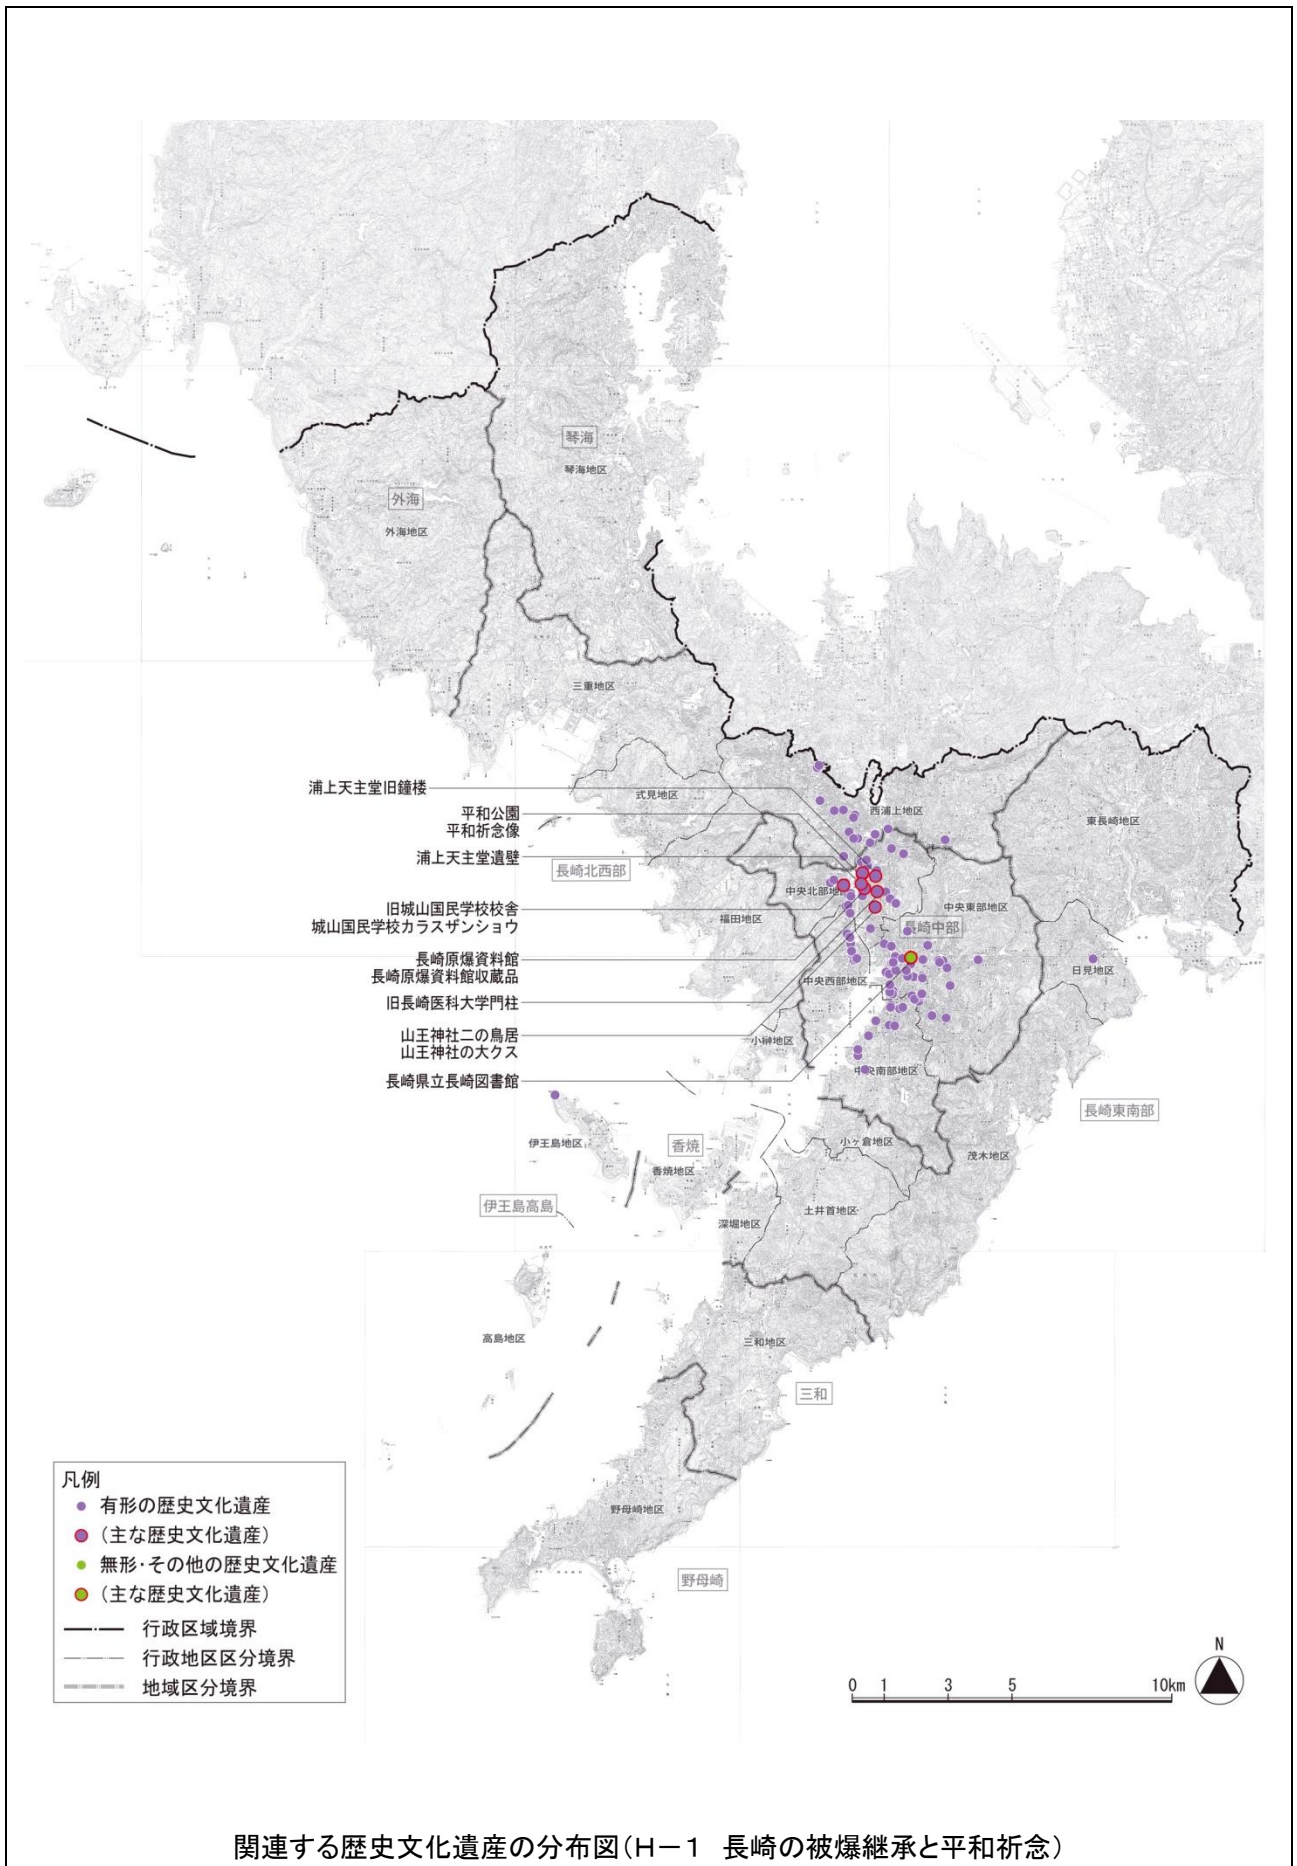 琴海
琴海地区
外海
外海地区
三重地区
浦上天主堂旧鐘楼
式見地区
西浦上地区
平和公園
平和祈念像
東長崎地区
浦上天主堂遺壁
長崎北西部
中央北部地
旧城山国民学校校舎
城山国民学校カラスザンショウ
福田地区
中央東部地区
長崎中部
長崎原爆資料館
長崎原爆資料館収蔵品
日見地区
中央西部地区
旧長崎医科大学門柱
山王神社二の鳥居
山王神社の大クス
小榊地区
長崎県立長崎図書館
中央南部地区
長崎東南部
伊王島地区
香焼
香焼地区
小ヶ倉地区
茂木地区
伊王島高島
深堀地区
土井首地区
高島地区
三和地区
三和
野母崎地区
野母崎
凡例
有形の歴史文化遺産
(主な歴史文化遺産)
無形・その他の歴史文化遺産
(主な歴史文化遺産)
行政区域境界
行政地区区分境界
地域区分境界
N
0 1 3 5 10km
関連する歴史文化遺産の分布図(H-1 長崎の被爆継承と平和祈念)